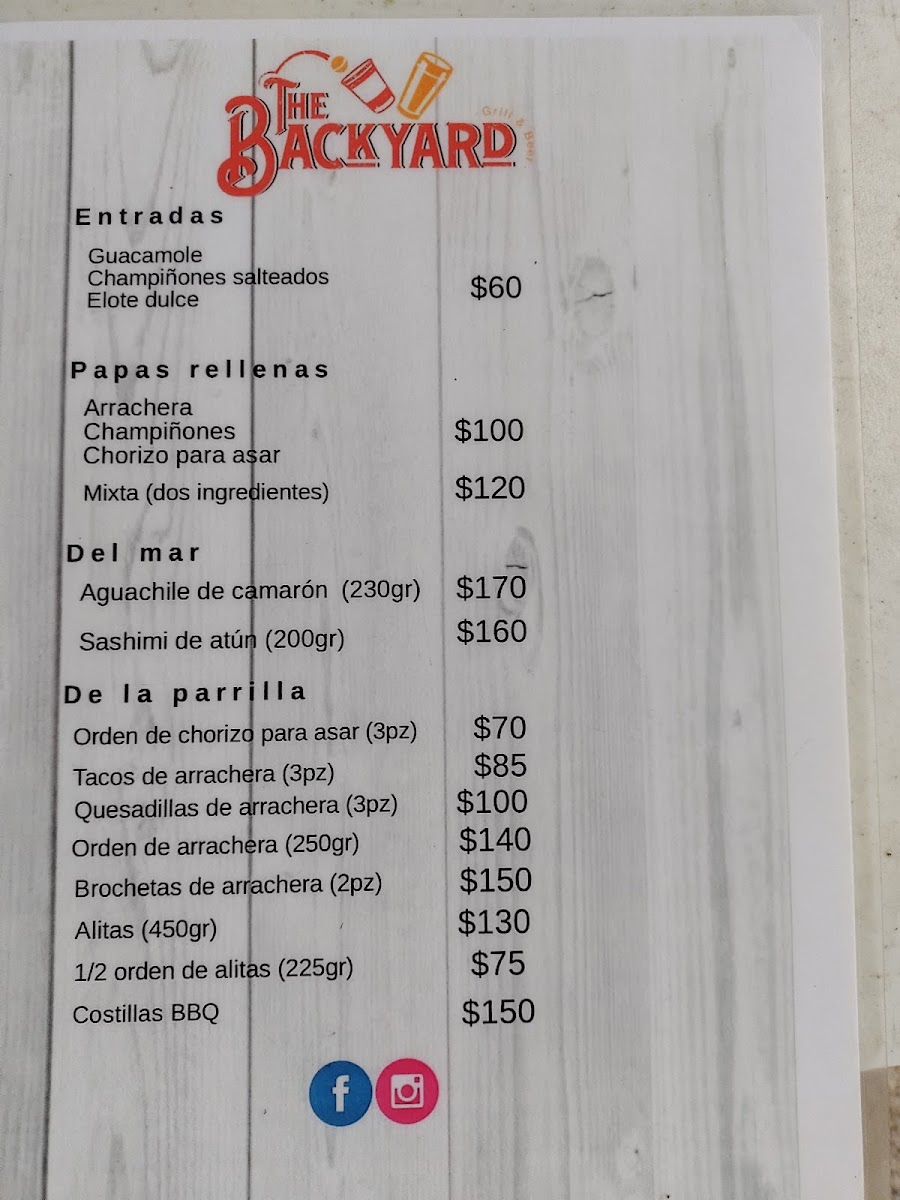 THE
BACKYARD
Grill & Beer
Entradas
Guacamole
Champiñones salteados
Elote dulce
$60
Papas rellenas
Arrachera
Champiñones
Chorizo para asar
$100
Mixta (dos ingredientes) $120
Del mar
Aguachile de camarón (230gr) $170
Sashimi de atún (200gr) $160
De la parrilla
Orden de chorizo para asar (3pz) $70
Tacos de arrachera (3pz) $85
Quesadillas de arrachera (3pz) $100
Orden de arrachera (250gr) $140
Brochetas de arrachera (2pz) $150
Alitas (450gr) $130
1/2 orden de alitas (225gr) $75
Costillas BBQ $150